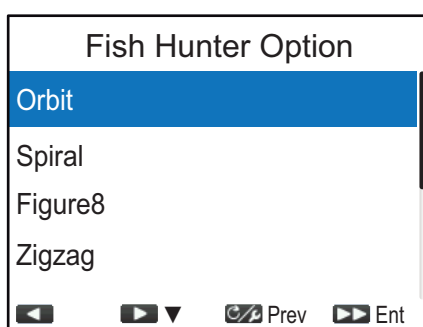 Fish Hunter Option
Orbit
Spiral
Figure8
Zigzag
Prev Ent